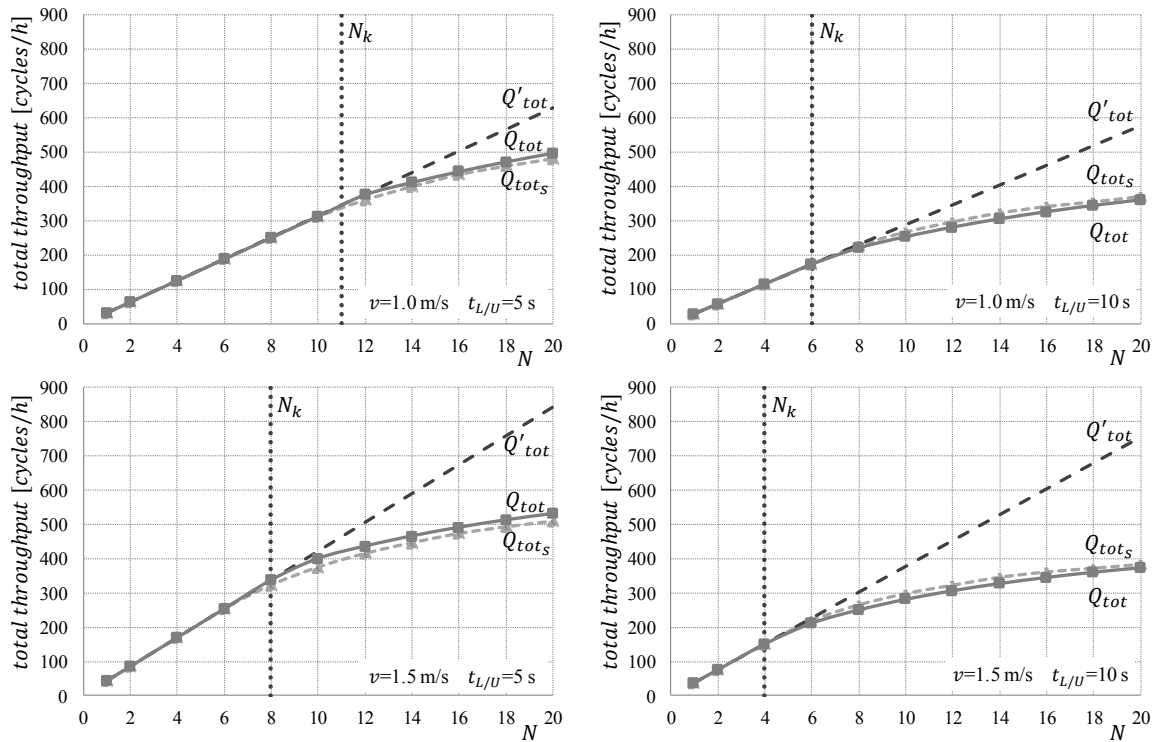 total throughput [cycles/h]
900
800
700
600
500
400
300
200
100
0
N_k
Q'_tot
Q_tot
Q_tot_s
v=1.0 m/s t_L/U=5 s
0 2 4 6 8 10 12 14 16 18 20
N
total throughput [cycles/h]
900
800
700
600
500
400
300
200
100
0
N_k
Q'_tot
Q_tot_s
Q_tot
v=1.0 m/s t_L/U=10 s
0 2 4 6 8 10 12 14 16 18 20
N
total throughput [cycles/h]
900
800
700
600
500
400
300
200
100
0
N_k
Q'_tot
Q_tot
Q_tot_s
v=1.5 m/s t_L/U=5 s
0 2 4 6 8 10 12 14 16 18 20
N
total throughput [cycles/h]
900
800
700
600
500
400
300
200
100
0
N_k
Q'_tot
Q_tot_s
Q_tot
v=1.5 m/s t_L/U=10 s
0 2 4 6 8 10 12 14 16 18 20
N